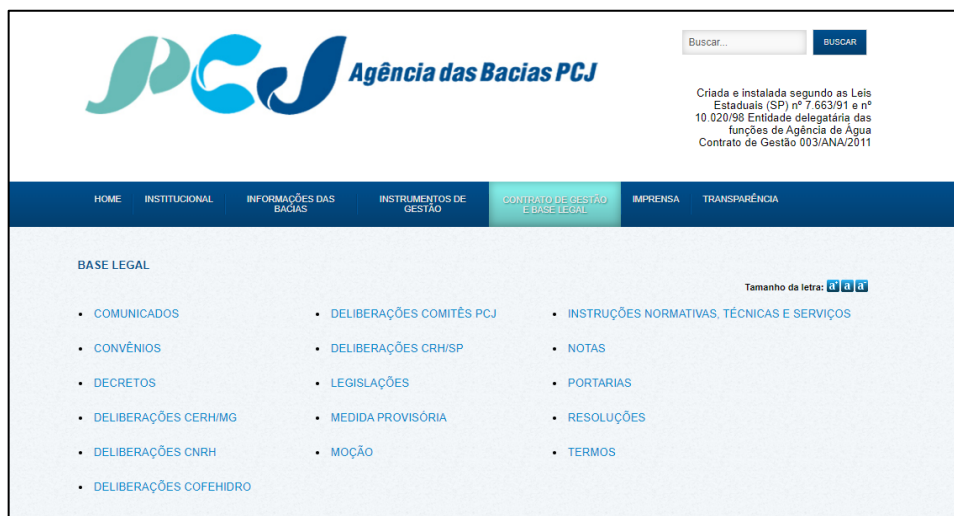 PCJ Agência das Bacias PCJ
Buscar...
BUSCAR
Criada e instalada segundo as Leis
Estaduais (SP) nº 7.663/91 e nº
10.020/98 Entidade delegatária das
funções de Agência de Água
Contrato de Gestão 003/ANA/2011
HOME
INSTITUCIONAL
INFORMAÇÕES DAS
BACIAS
INSTRUMENTOS DE
GESTÃO
CONTRATO DE GESTÃO
E BASE LEGAL
IMPRENSA
TRANSPARÊNCIA
BASE LEGAL
Tamanho da letra: a+ a a-
• COMUNICADOS
• CONVÊNIOS
• DECRETOS
• DELIBERAÇÕES CERH/MG
• DELIBERAÇÕES CNRH
• DELIBERAÇÕES COFEHIDRO
• DELIBERAÇÕES COMITÊS PCJ
• DELIBERAÇÕES CRH/SP
• LEGISLAÇÕES
• MEDIDA PROVISÓRIA
• MOÇÃO
• INSTRUÇÕES NORMATIVAS, TÉCNICAS E SERVIÇOS
• NOTAS
• PORTARIAS
• RESOLUÇÕES
• TERMOS